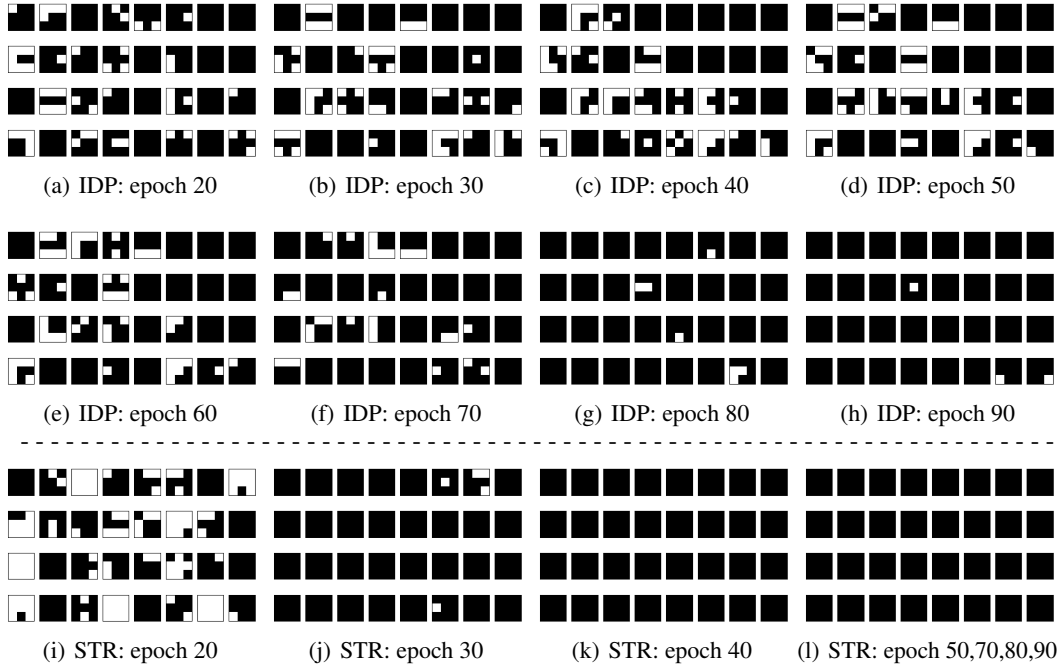 (a) IDP: epoch 20 (b) IDP: epoch 30 (c) IDP: epoch 40 (d) IDP: epoch 50
(e) IDP: epoch 60 (f) IDP: epoch 70 (g) IDP: epoch 80 (h) IDP: epoch 90
(i) STR: epoch 20 (j) STR: epoch 30 (k) STR: epoch 40 (l) STR: epoch 50,70,80,90